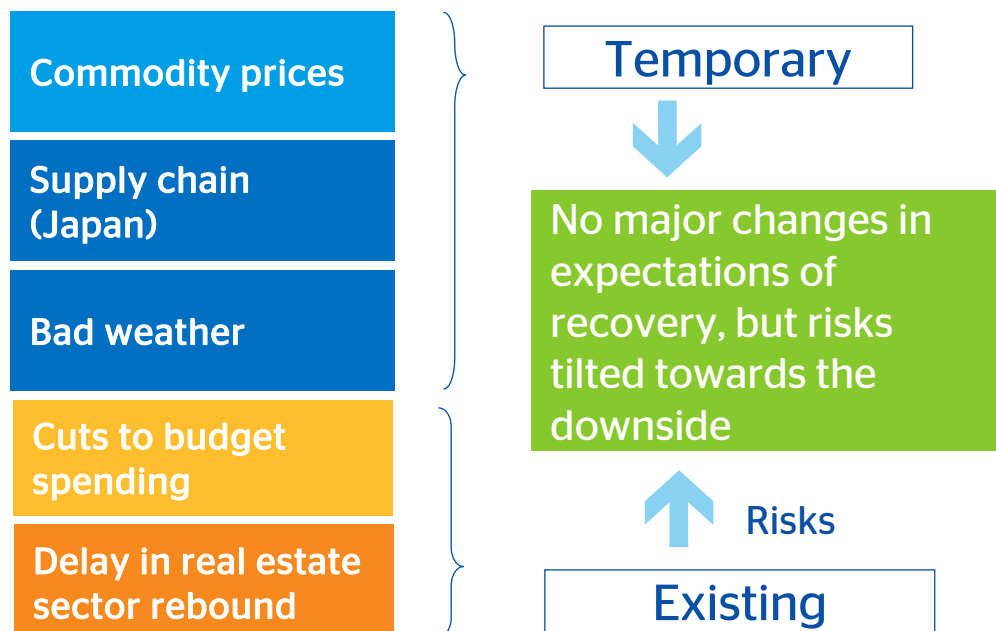 Commodity prices
Supply chain
(Japan)
Bad weather
Cuts to budget
spending
Delay in real estate
sector rebound
Temporary
No major changes in
expectations of
recovery, but risks
tilted towards the
downside
Risks
Existing